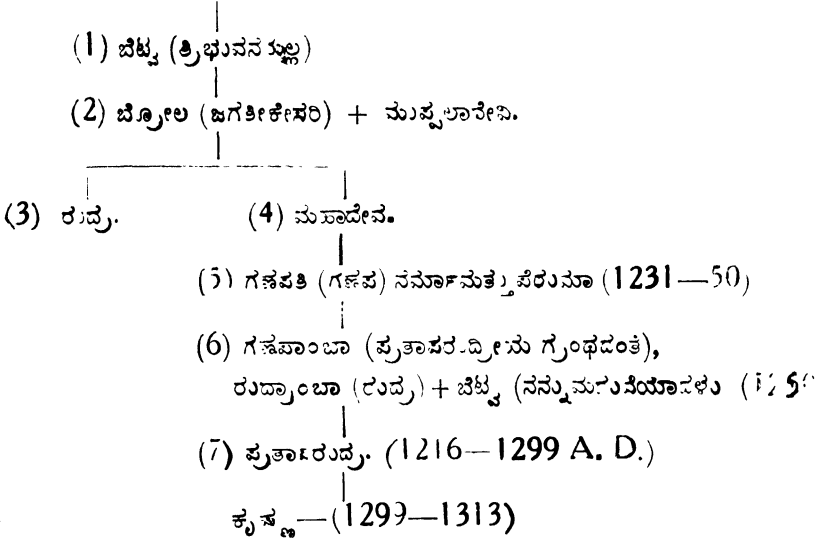 (1) ಬೆಟ್ವ (ತ್ರಿಭುವನಮಲ್ಲ)
(2) ಬ್ರೋಲ (ಜಗತೀಕೇಸರಿ) + ಮುಪ್ಪಲಾದೇವಿ.
(3) ರುದ್ರ. (4) ಮಹಾದೇವ.
(5) ಗಣಪತಿ (ಗಣಪ) ನರ್ಮಾಮತ್ತು ಪೆರುಮಾ (1231—50)
(6) ಗಣಪಾಂಬಾ (ಪ್ರತಾಪರುದ್ರೀಯ ಗ್ರಂಥದಂತೆ),
ರುದ್ರಾಂಬಾ (ರುದ್ರ) + ಬೆಟ್ವ (ನನ್ನು
(7) ಪ್ರತಾಪರುದ್ರ. (1216—1299 A. D.)
ಕೃಷ್ಣ—(1299—1313)